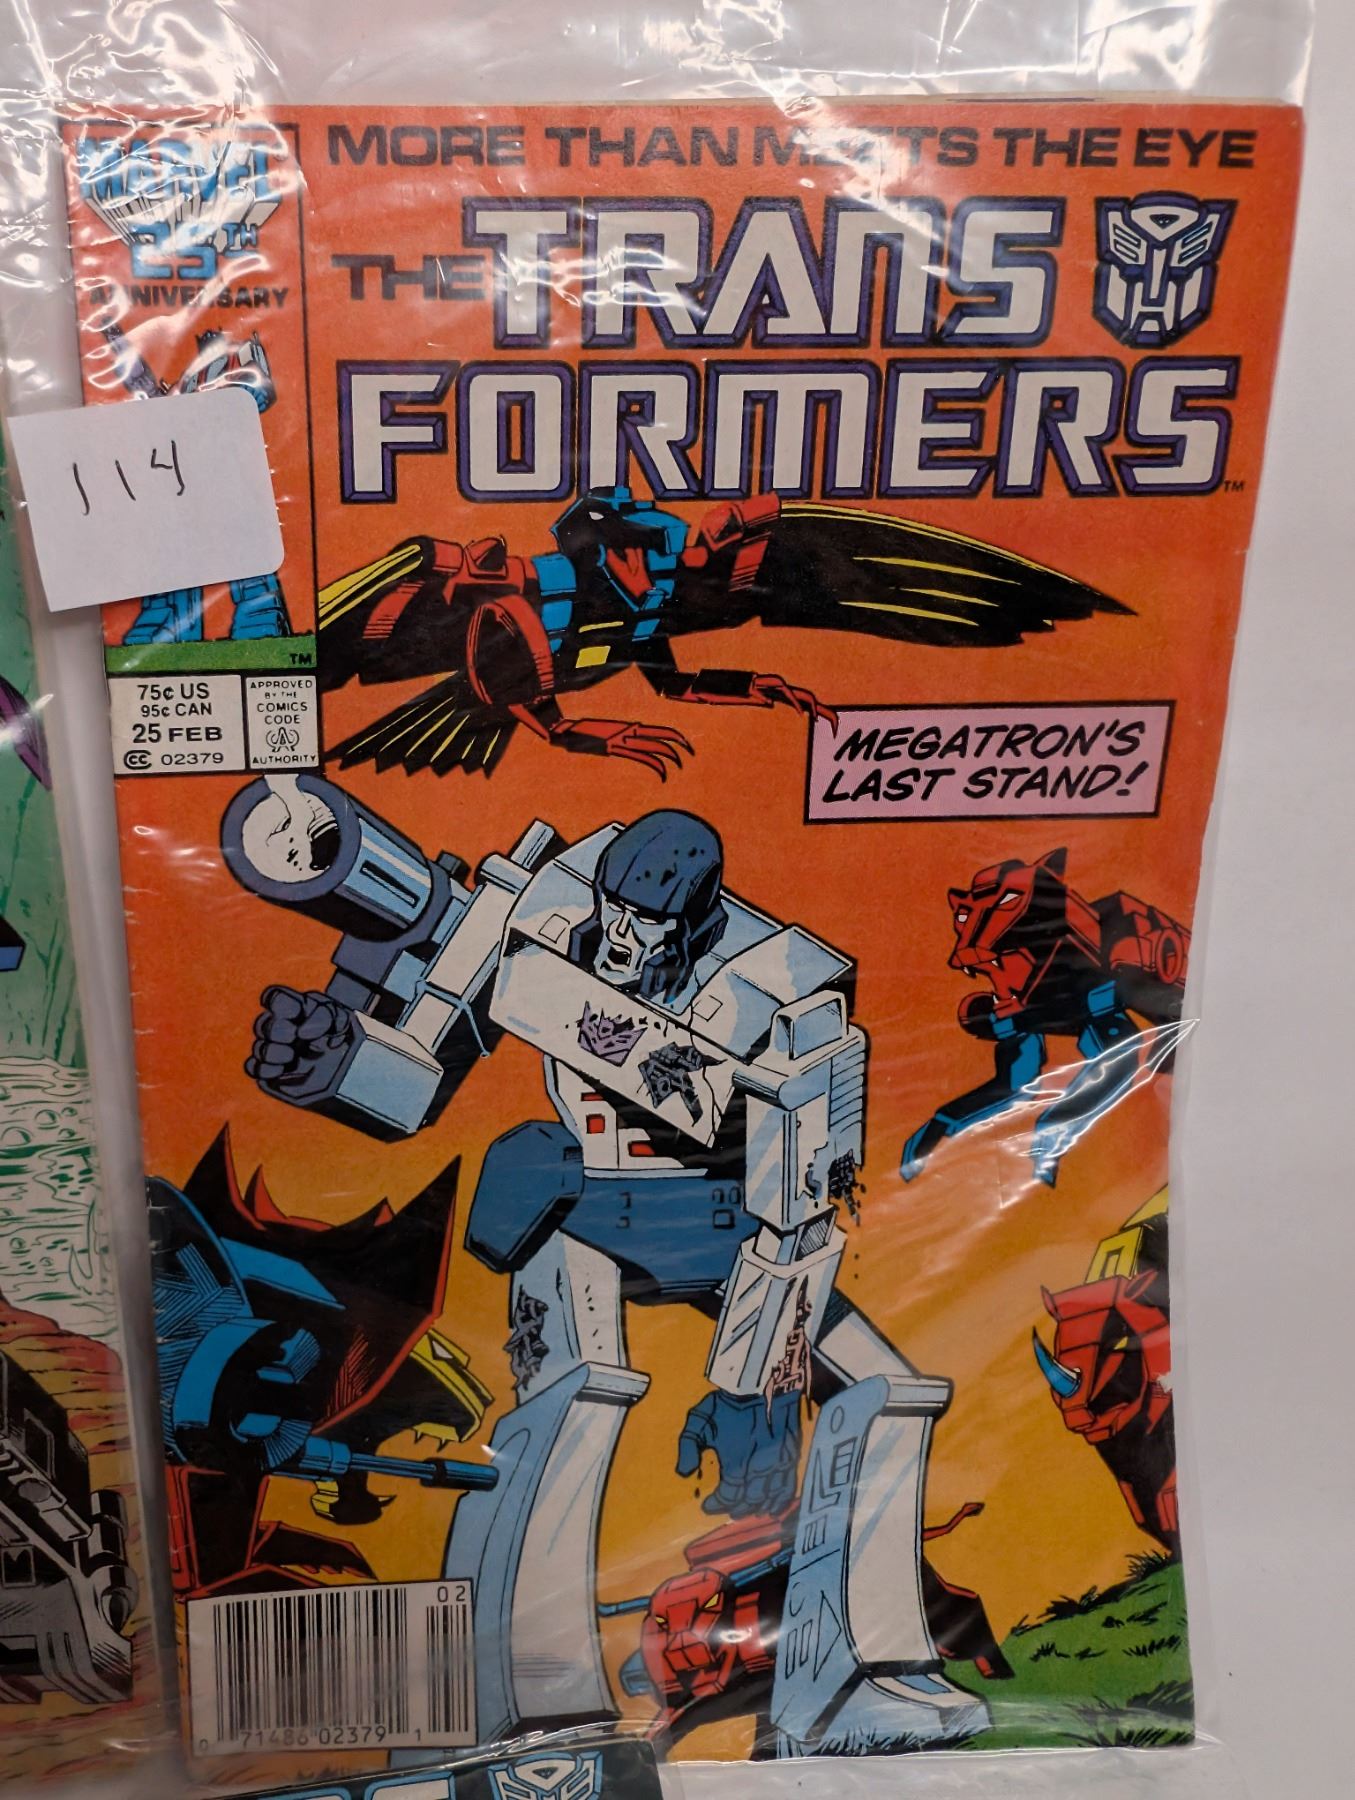 MORE THAN MEETS THE EYE
THE TRANS
FORMERS
TM
MARVEL
25TH
ANNIVERSARY
114
TM
75¢ US
95¢ CAN
25 FEB
CC 02379
APPROVED
BY THE
COMICS
CODE
A
AUTHORITY
MEGATRON'S
LAST STAND!
02
0 71486 02379 1